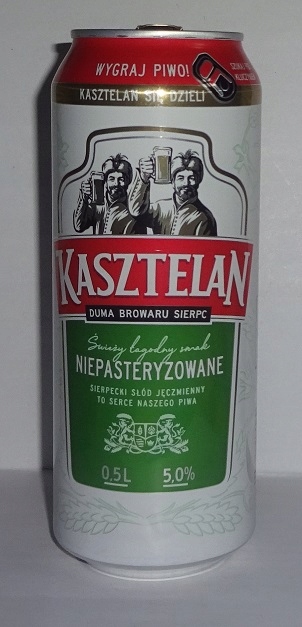 WYGRAJ PIWO!
KASZTELAN SIĘ DZIELI
KASZTELAN
DUMA BROWARU SIERPC
Świeży łagodny smak
NIEPASTERYZOWANE
SIERPECKI SŁÓD JĘCZMIENNY
TO SERCE NASZEGO PIWA
0,5L 5,0%